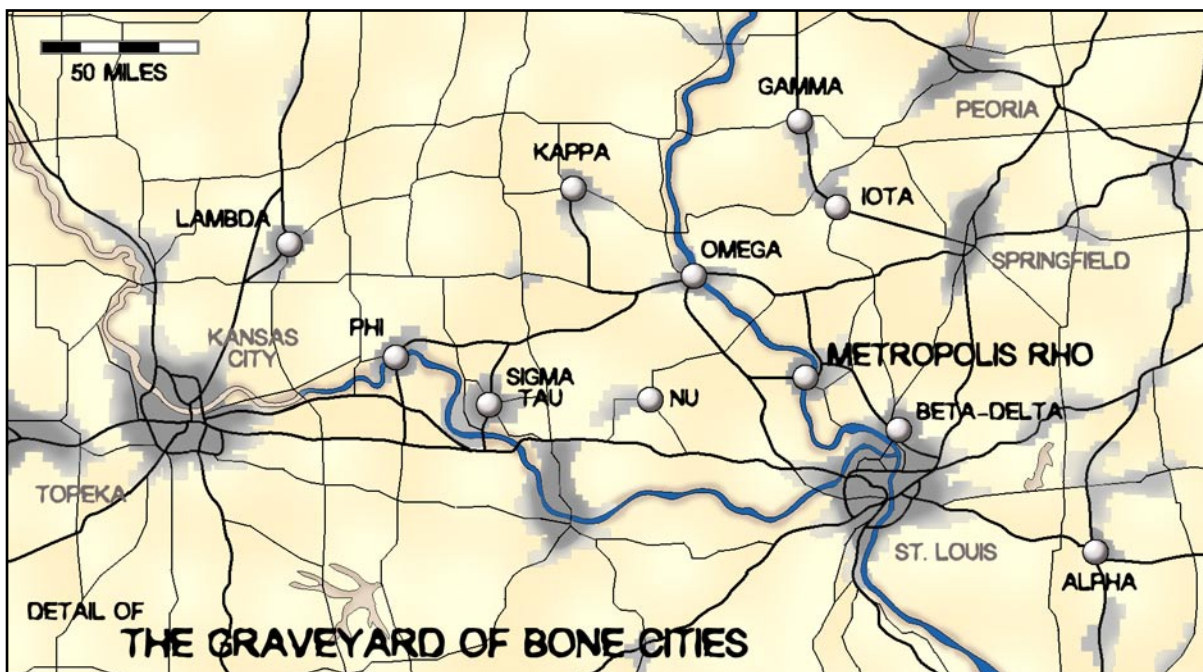 50 MILES
GAMMA
PEORIA
KAPPA
IOTA
LAMBDA
OMEGA
SPRINGFIELD
KANSAS
CITY
PHI
METROPOLIS RHO
SIGMA
TAU
NU
BETA-DELTA
TOPEKA
ST. LOUIS
ALPHA
DETAIL OF
THE GRAVEYARD OF BONE CITIES